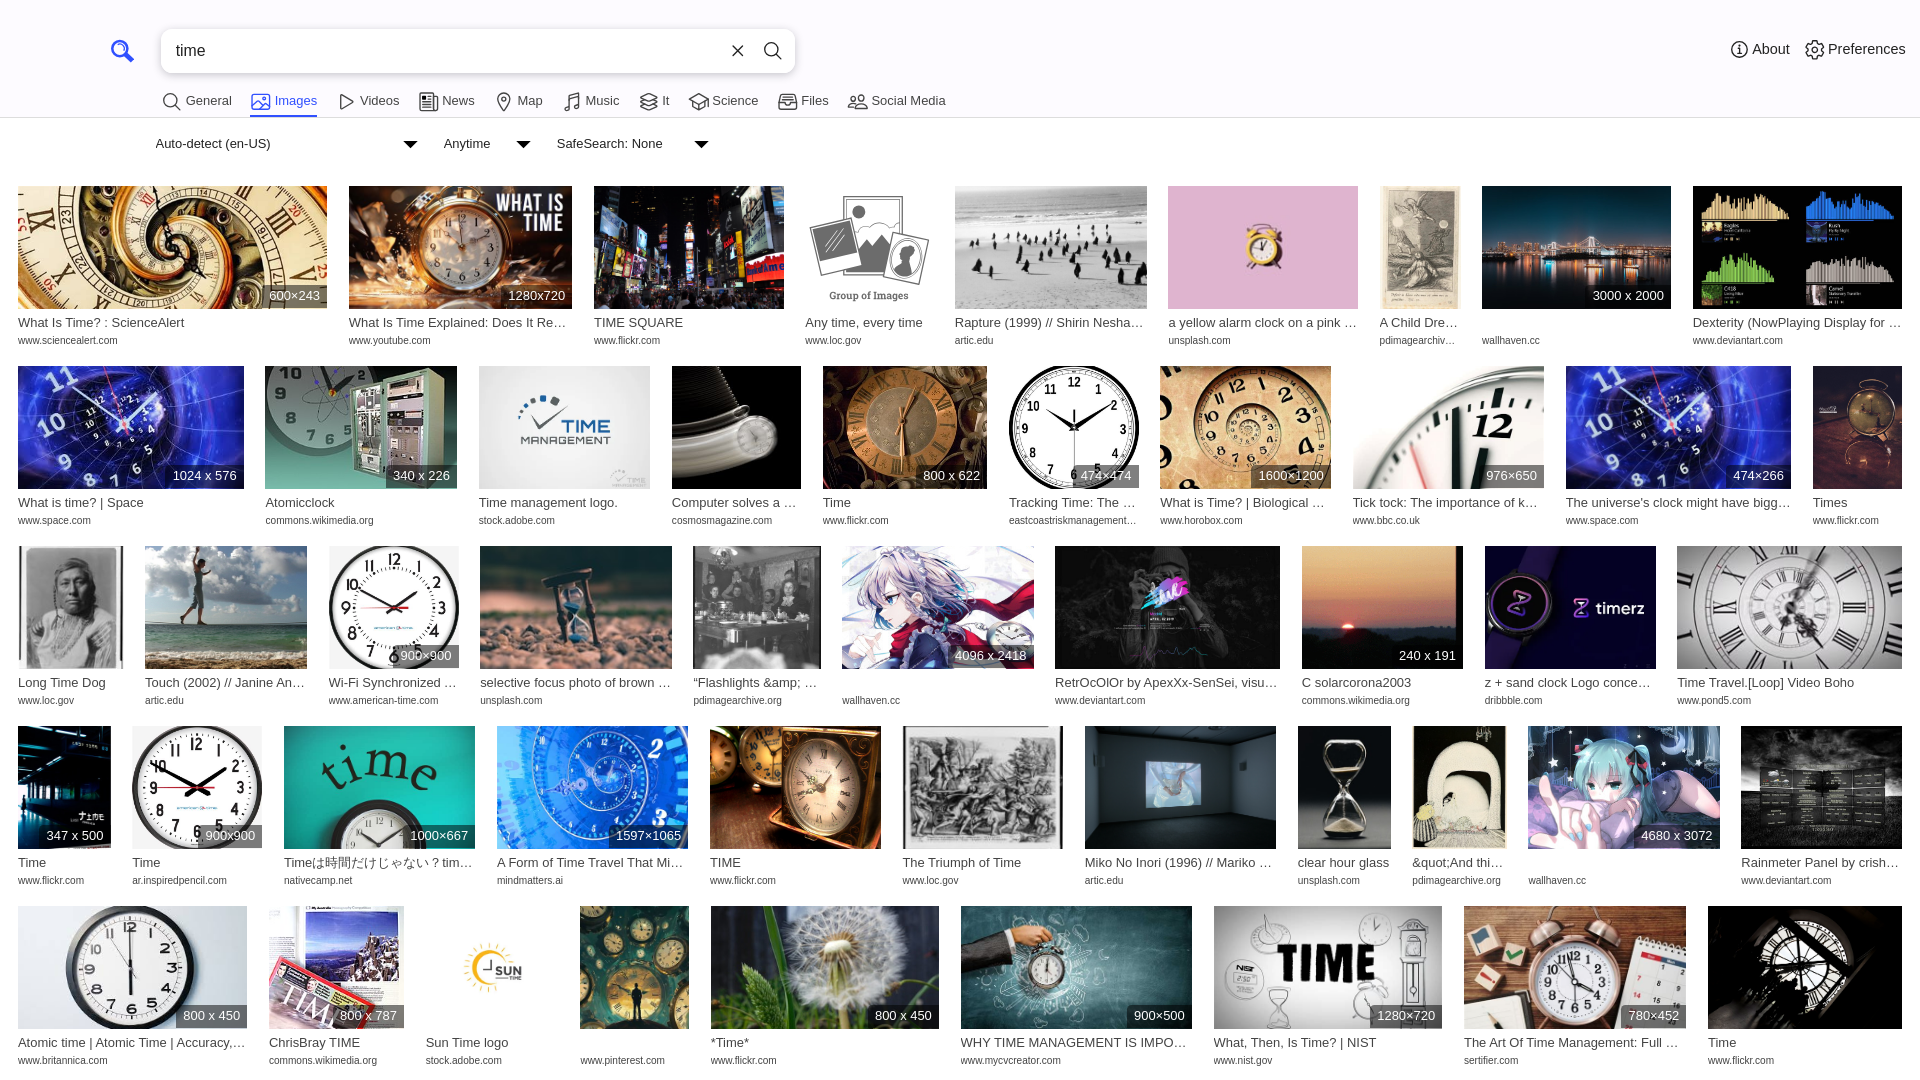 time
About
Preferences
General
Images
Videos
News
Map
Music
It
Science
Files
Social Media
Auto-detect (en-US)
Anytime
SafeSearch: None
600×243
WHAT IS
TIME
1280x720
Group of Images
3000 x 2000
What Is Time? : ScienceAlert
www.sciencealert.com
What Is Time Explained: Does It Re…
www.youtube.com
TIME SQUARE
www.flickr.com
Any time, every time
www.loc.gov
Rapture (1999) // Shirin Nesha…
artic.edu
a yellow alarm clock on a pink …
unsplash.com
A Child Dre…
pdimagearchiv…
wallhaven.cc
Dexterity (NowPlaying Display for …
www.deviantart.com
1024 x 576
340 x 226
TIME
MANAGEMENT
800 x 622
474×474
1600×1200
12
976×650
474×266
What is time? | Space
www.space.com
Atomicclock
commons.wikimedia.org
Time management logo.
stock.adobe.com
Computer solves a …
cosmosmagazine.com
Time
www.flickr.com
Tracking Time: The …
eastcoastriskmanagement…
What is Time? | Biological …
www.horobox.com
Tick tock: The importance of k…
www.bbc.co.uk
The universe's clock might have bigg…
www.space.com
Times
www.flickr.com
900×900
4096 x 2418
240 x 191
timerz
Long Time Dog
www.loc.gov
Touch (2002) // Janine An…
artic.edu
Wi-Fi Synchronized …
www.american-time.com
selective focus photo of brown …
unsplash.com
“Flashlights &amp; …
pdimagearchive.org
wallhaven.cc
RetrOcOlOr by ApexXx-SenSei, visu…
www.deviantart.com
C solarcorona2003
commons.wikimedia.org
z + sand clock Logo conce…
dribbble.com
Time Travel.[Loop] Video Boho
www.pond5.com
347 x 500
900x900
time
1000×667
1597×1065
4680 x 3072
Time
www.flickr.com
Time
ar.inspiredpencil.com
Timeは時間だけじゃない？tim…
nativecamp.net
A Form of Time Travel That Mi…
mindmatters.ai
TIME
www.flickr.com
The Triumph of Time
www.loc.gov
Miko No Inori (1996) // Mariko …
artic.edu
clear hour glass
unsplash.com
&quot;And thi…
pdimagearchive.org
wallhaven.cc
Rainmeter Panel by crish…
www.deviantart.com
800 x 450
TIM
800 x 787
SUN
TIME
800 x 450
900×500
NIST
TIME
1280×720
780×452
Atomic time | Atomic Time | Accuracy,…
www.britannica.com
ChrisBray TIME
commons.wikimedia.org
Sun Time logo
stock.adobe.com
www.pinterest.com
*Time*
www.flickr.com
WHY TIME MANAGEMENT IS IMPO…
www.mycvcreator.com
What, Then, Is Time? | NIST
www.nist.gov
The Art Of Time Management: Full …
sertifier.com
Time
www.flickr.com